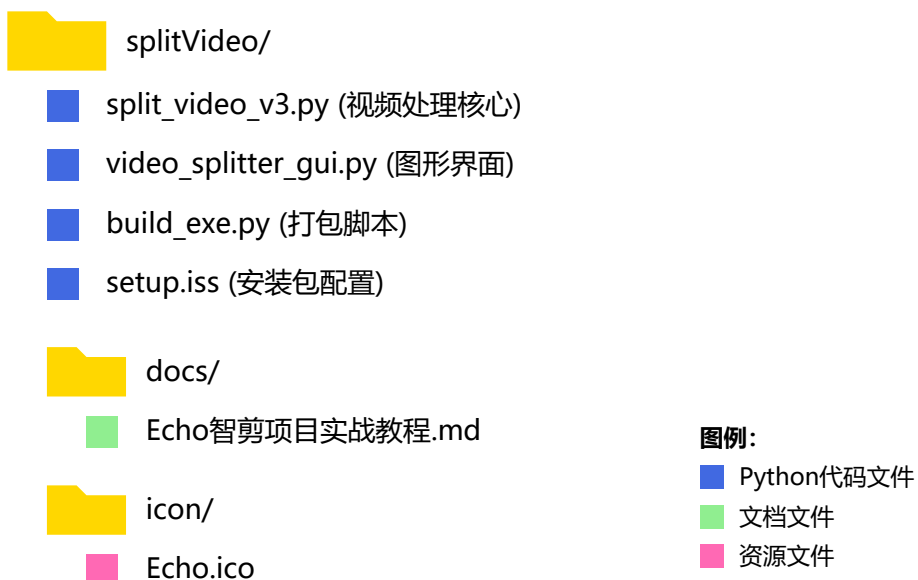 splitVideo/
split_video_v3.py (视频处理核心)
video_splitter_gui.py (图形界面)
build_exe.py (打包脚本)
setup.iss (安装包配置)
docs/
Echo智剪项目实战教程.md
icon/
Echo.ico
图例:
Python代码文件
文档文件
资源文件